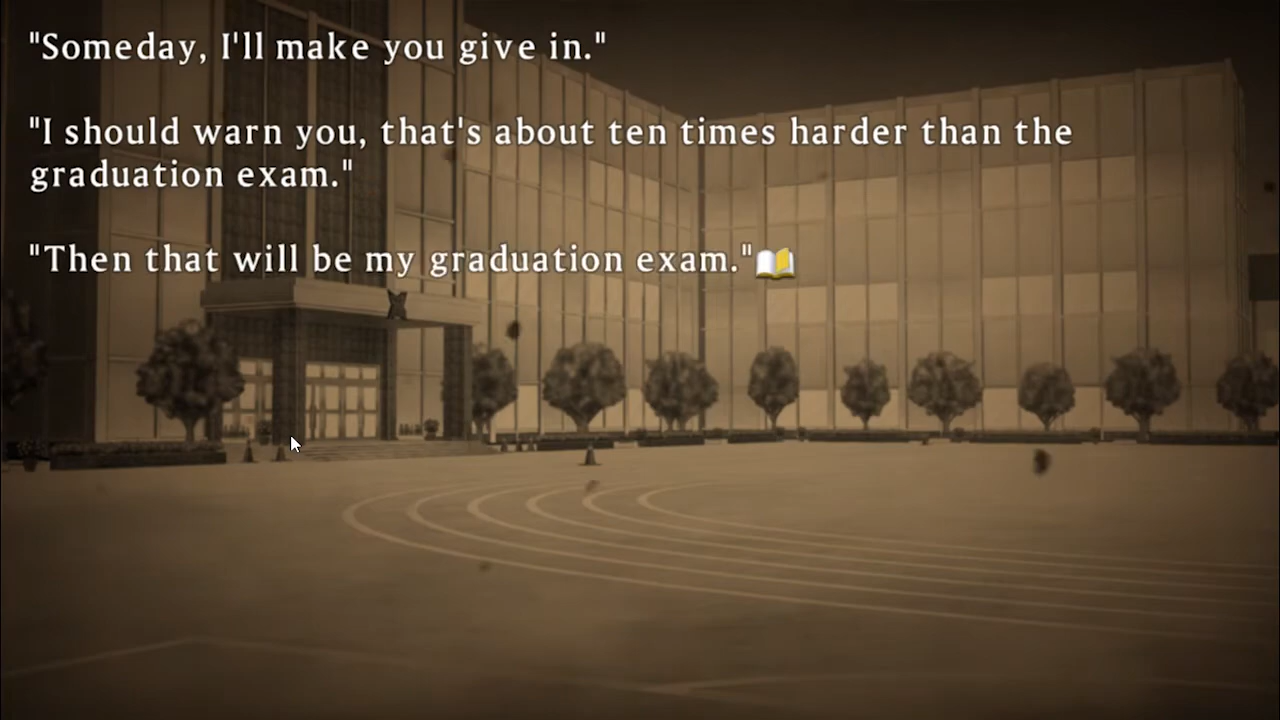 "Someday, I'll make you give in."
"I should warn you, that's about ten times harder than the
graduation exam."
"Then that will be my graduation exam."